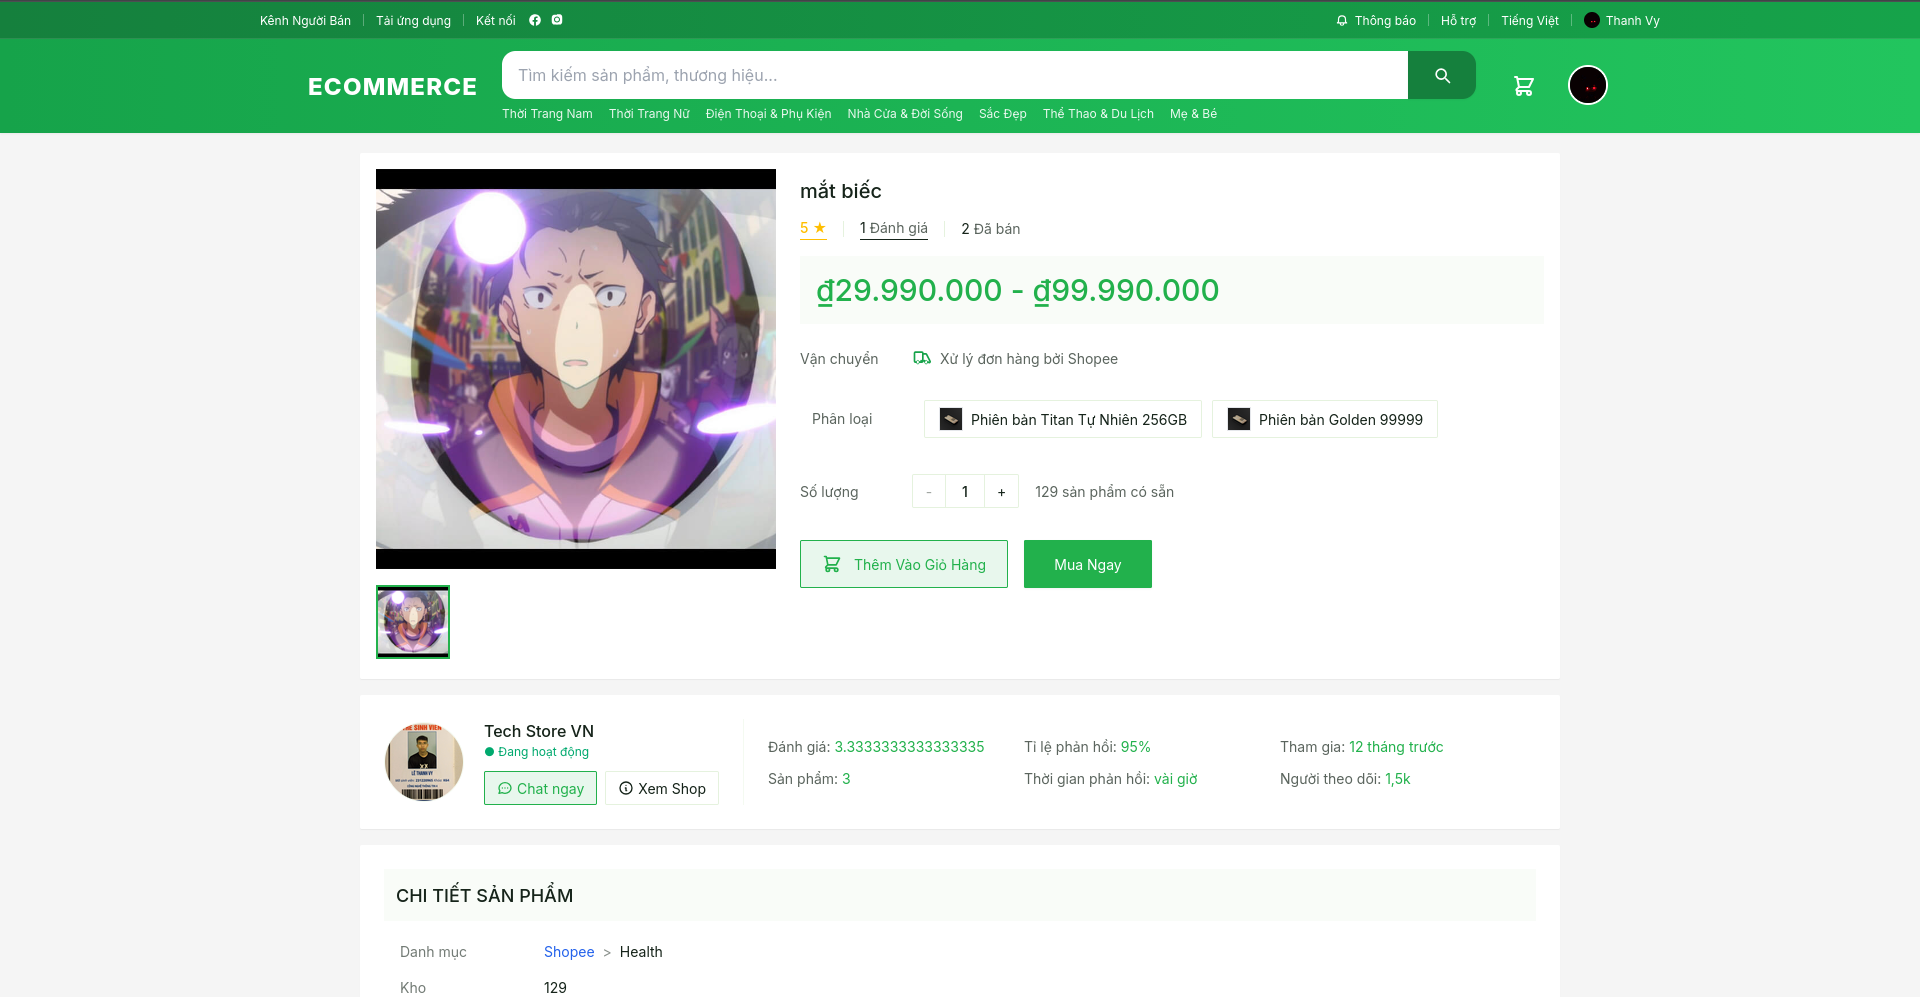 Kênh Người Bán Tải ứng dụng Kết nối Thông báo Hỗ trợ Tiếng Việt Thanh Vy
ECOMMERCE
Tìm kiếm sản phẩm, thương hiệu...
Thời Trang Nam Thời Trang Nữ Điện Thoại & Phụ Kiện Nhà Cửa & Đời Sống Sắc Đẹp Thể Thao & Du Lịch Mẹ & Bé
mắt biếc
5 ★ 1 Đánh giá 2 Đã bán
₫29.990.000 - ₫99.990.000
Vận chuyển Xử lý đơn hàng bởi Shopee
Phân loại Phiên bản Titan Tự Nhiên 256GB Phiên bản Golden 99999
Số lượng - 1 + 129 sản phẩm có sẵn
Thêm Vào Giỏ Hàng Mua Ngay
THẺ SINH VIÊN
LÊ THANH VY
Tech Store VN
Đang hoạt động
Chat ngay Xem Shop
Đánh giá: 3.3333333333333335 Tỉ lệ phản hồi: 95% Tham gia: 12 tháng trước
Sản phẩm: 3 Thời gian phản hồi: vài giờ Người theo dõi: 1,5k
CHI TIẾT SẢN PHẨM
Danh mục Shopee > Health
Kho 129